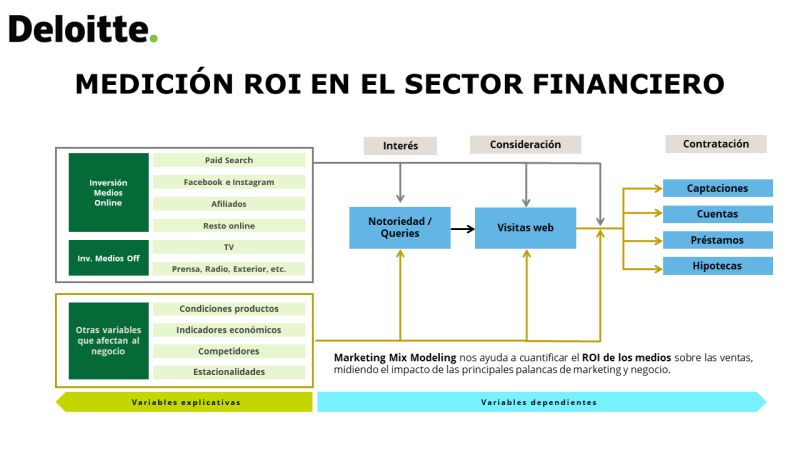 Deloitte.
MEDICIÓN ROI EN EL SECTOR FINANCIERO
Interés
Consideración
Contratación
Inversión
Medios
Online
Paid Search
Facebook e Instagram
Afiliados
Resto online
Inv. Medios Off
TV
Prensa, Radio, Exterior, etc.
Notoriedad /
Queries
Visitas web
Captaciones
Cuentas
Préstamos
Hipotecas
Otras variables
que afectan al
negocio
Condiciones productos
Indicadores económicos
Competidores
Estacionalidades
Marketing Mix Modeling nos ayuda a cuantificar el ROI de los medios sobre las ventas,
midiendo el impacto de las principales palancas de marketing y negocio.
Variables explicativas
Variables dependientes